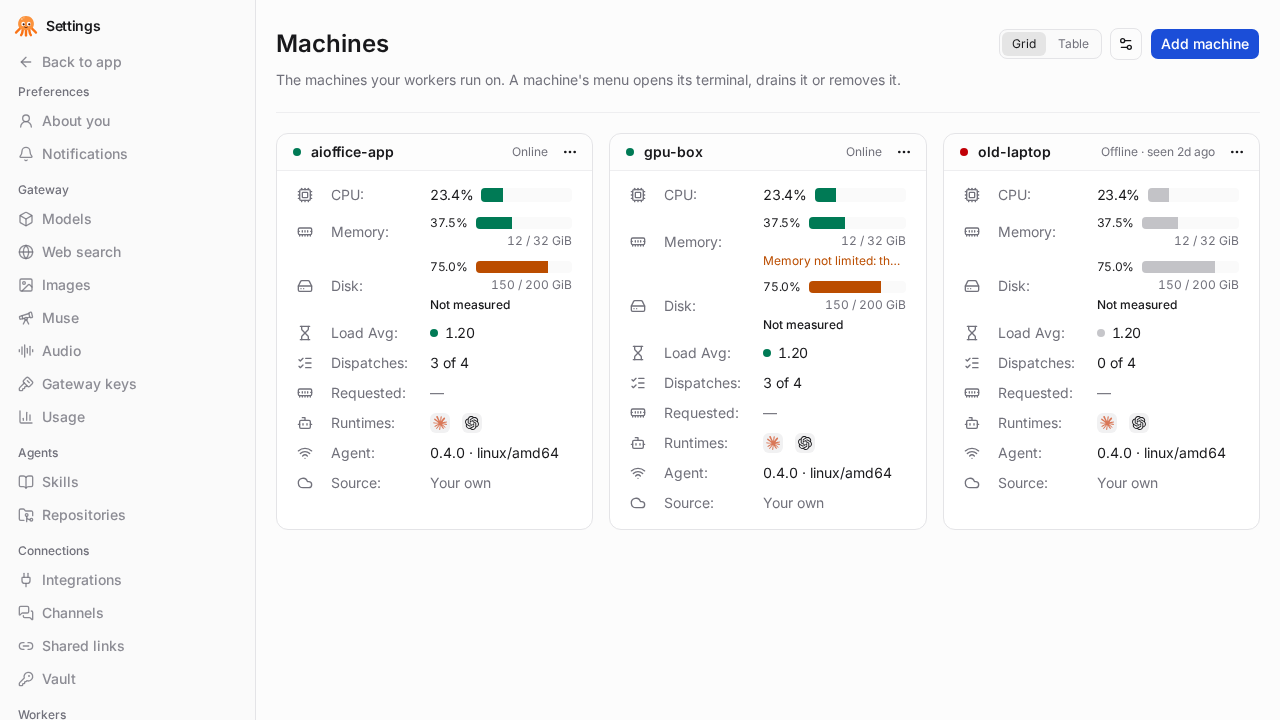 Settings
Back to app
Preferences
About you
Notifications
Gateway
Models
Web search
Images
Muse
Audio
Gateway keys
Usage
Agents
Skills
Repositories
Connections
Integrations
Channels
Shared links
Vault
Workers
Machines
Grid
Table
Add machine
The machines your workers run on. A machine's menu opens its terminal, drains it or removes it.
aioffice-app
Online
CPU:
23.4%
Memory:
37.5%
12 / 32 GiB
Disk:
75.0%
150 / 200 GiB
Not measured
Load Avg:
1.20
Dispatches:
3 of 4
Requested:
—
Runtimes:
Agent:
0.4.0 · linux/amd64
Source:
Your own
gpu-box
Online
CPU:
23.4%
Memory:
37.5%
12 / 32 GiB
Memory not limited: th…
Disk:
75.0%
150 / 200 GiB
Not measured
Load Avg:
1.20
Dispatches:
3 of 4
Requested:
—
Runtimes:
Agent:
0.4.0 · linux/amd64
Source:
Your own
old-laptop
Offline · seen 2d ago
CPU:
23.4%
Memory:
37.5%
12 / 32 GiB
Disk:
75.0%
150 / 200 GiB
Not measured
Load Avg:
1.20
Dispatches:
0 of 4
Requested:
—
Runtimes:
Agent:
0.4.0 · linux/amd64
Source:
Your own